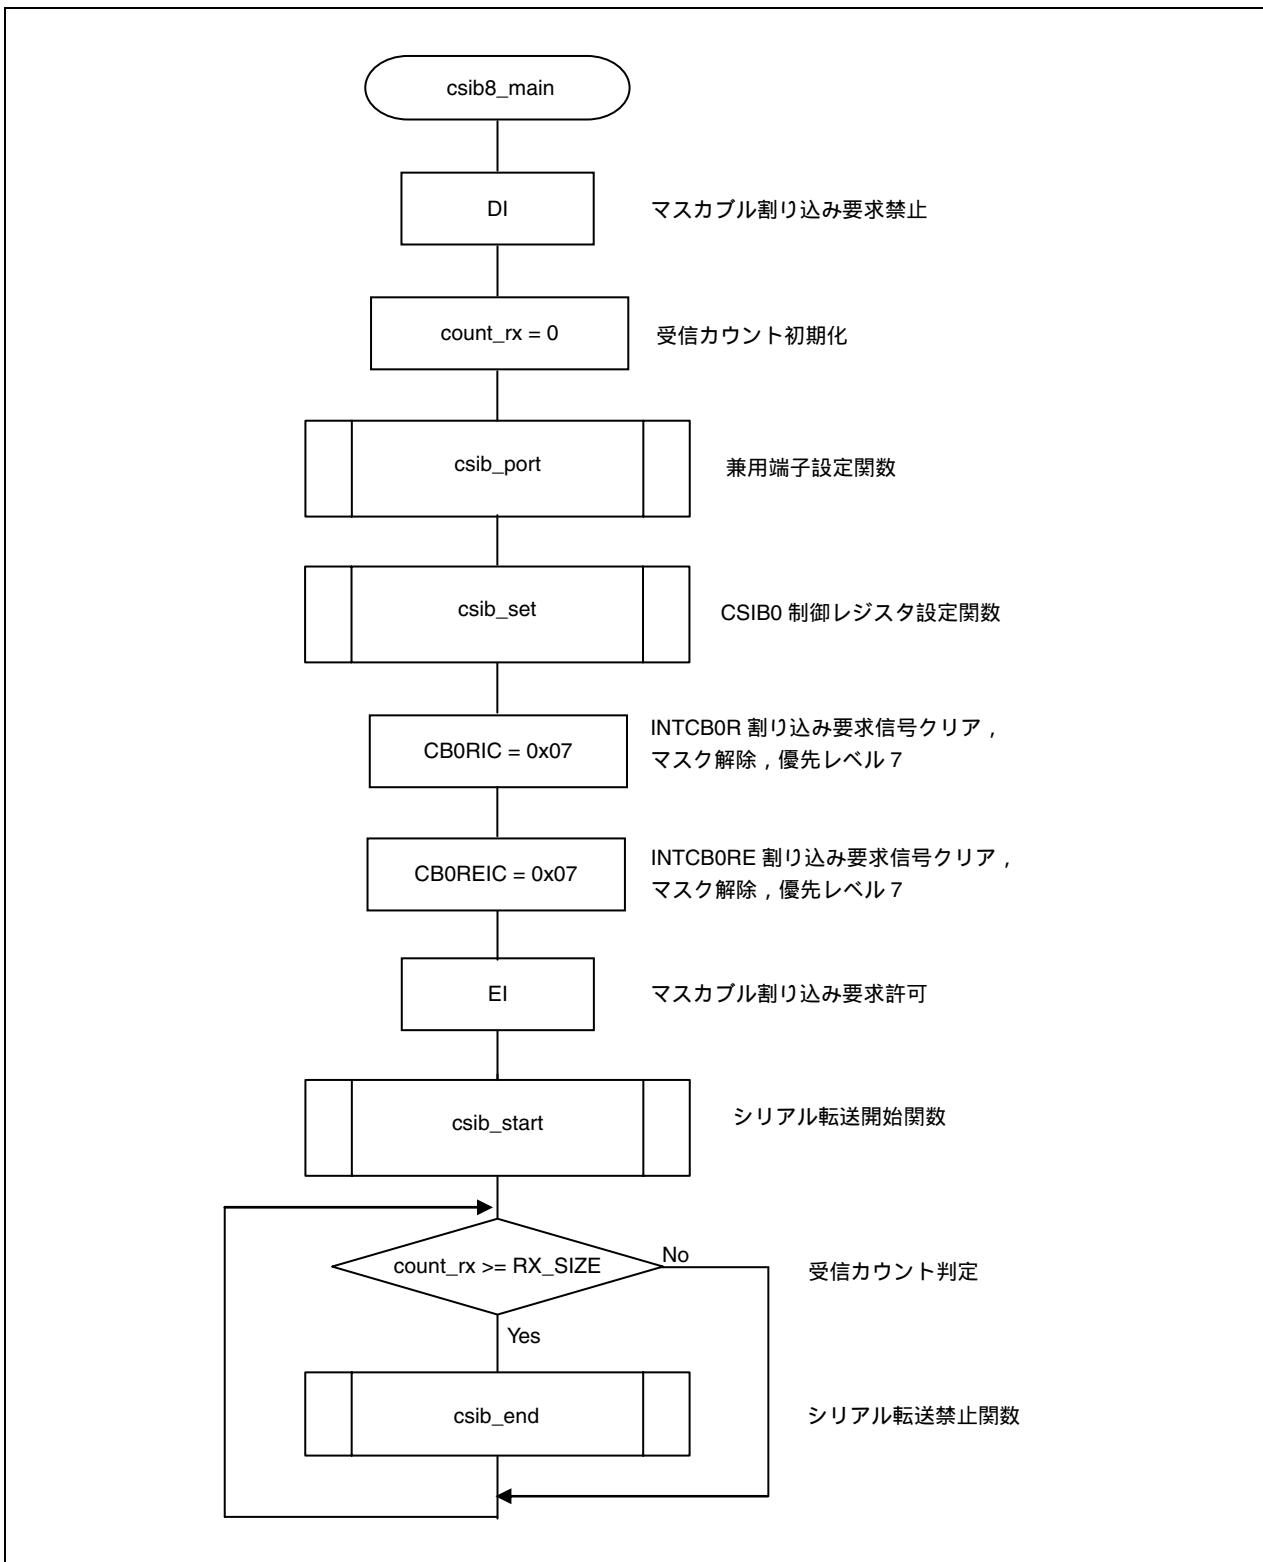 csib8_main
DI
マスカブル割り込み要求禁止
count_rx = 0
受信カウント初期化
csib_port
兼用端子設定関数
csib_set
CSIB0 制御レジスタ設定関数
CB0RIC = 0x07
INTCB0R 割り込み要求信号クリア，
マスク解除，優先レベル 7
CB0REIC = 0x07
INTCB0RE 割り込み要求信号クリア，
マスク解除，優先レベル 7
EI
マスカブル割り込み要求許可
csib_start
シリアル転送開始関数
count_rx >= RX_SIZE
No
受信カウント判定
Yes
csib_end
シリアル転送禁止関数